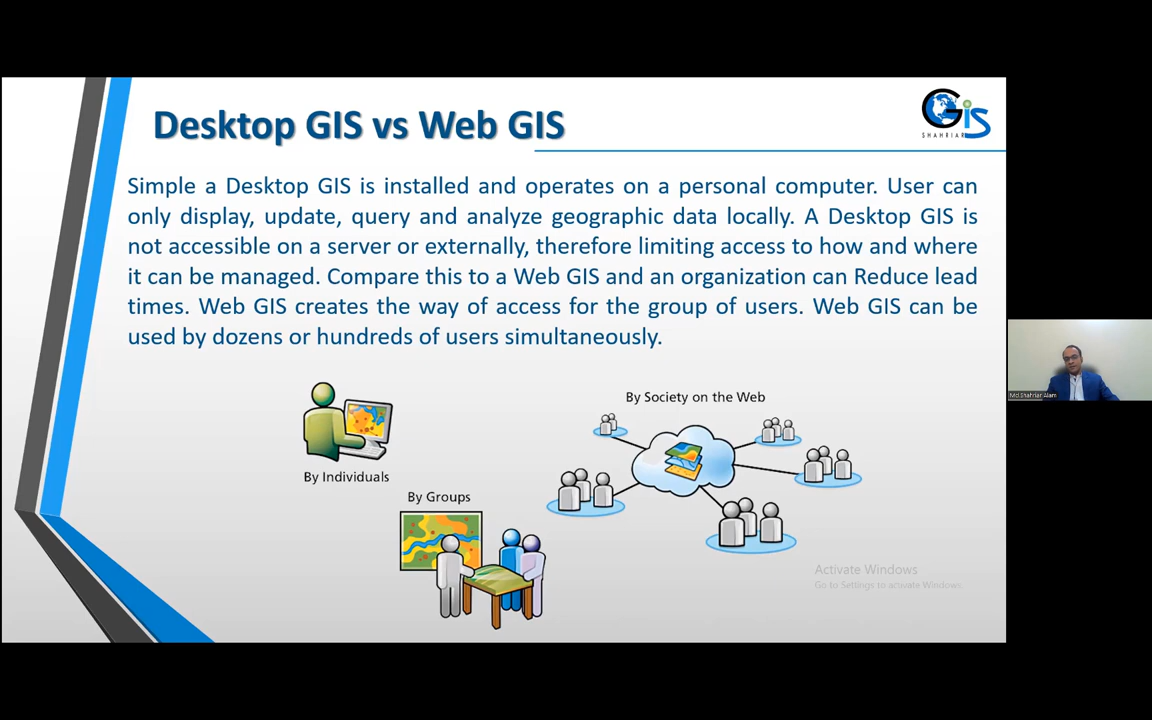 Desktop GIS vs Web GIS
GiS
SHAHRIAR
Simple a Desktop GIS is installed and operates on a personal computer. User can
only display, update, query and analyze geographic data locally. A Desktop GIS is
not accessible on a server or externally, therefore limiting access to how and where
it can be managed. Compare this to a Web GIS and an organization can Reduce lead
times. Web GIS creates the way of access for the group of users. Web GIS can be
used by dozens or hundreds of users simultaneously.
By Individuals
By Groups
By Society on the Web
Activate Windows
Go to Settings to activate Windows.
Md Shahriar Alam